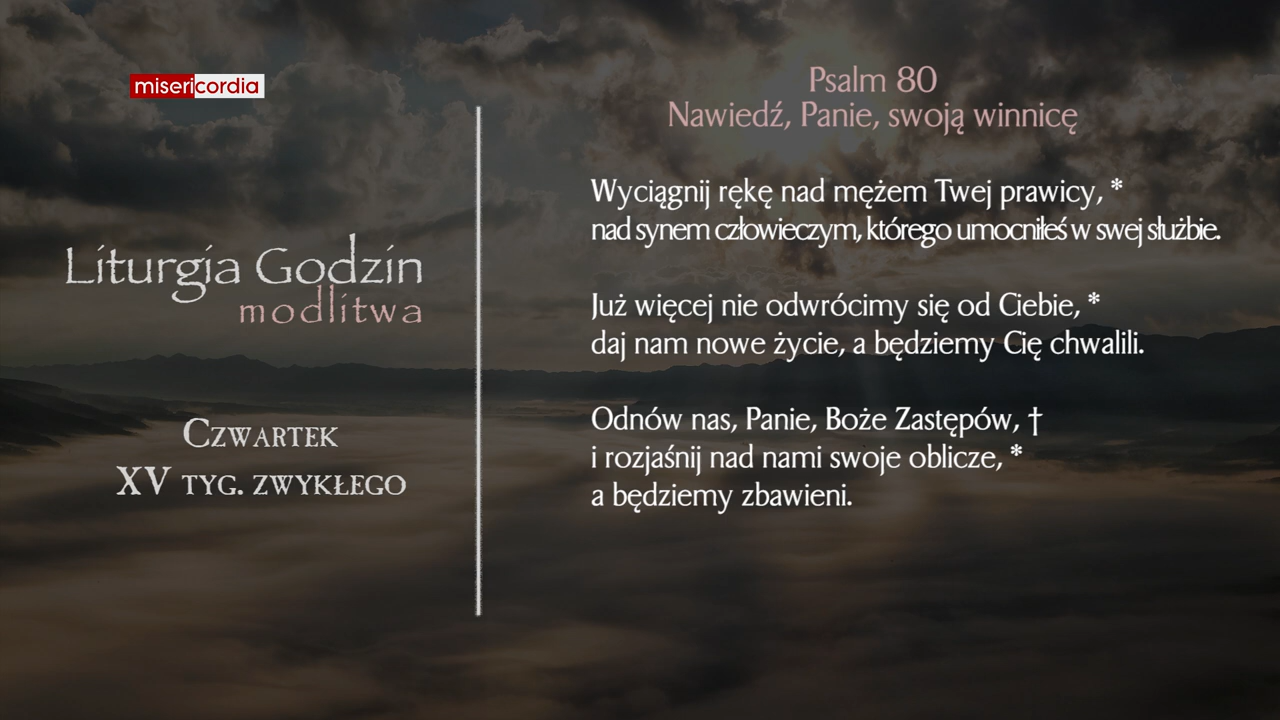 misericordia
Liturgia Godzin
modlitwa
Czwartek
XV tyg. zwykłego
Psalm 80
Nawiedź, Panie, swoją winnicę
Wyciągnij rękę nad mężem Twej prawicy, *
nad synem człowieczym, którego umocniłeś w swej służbie.
Już więcej nie odwrócimy się od Ciebie, *
daj nam nowe życie, a będziemy Cię chwalili.
Odnów nas, Panie, Boże Zastępów, †
i rozjaśnij nad nami swoje oblicze, *
a będziemy zbawieni.